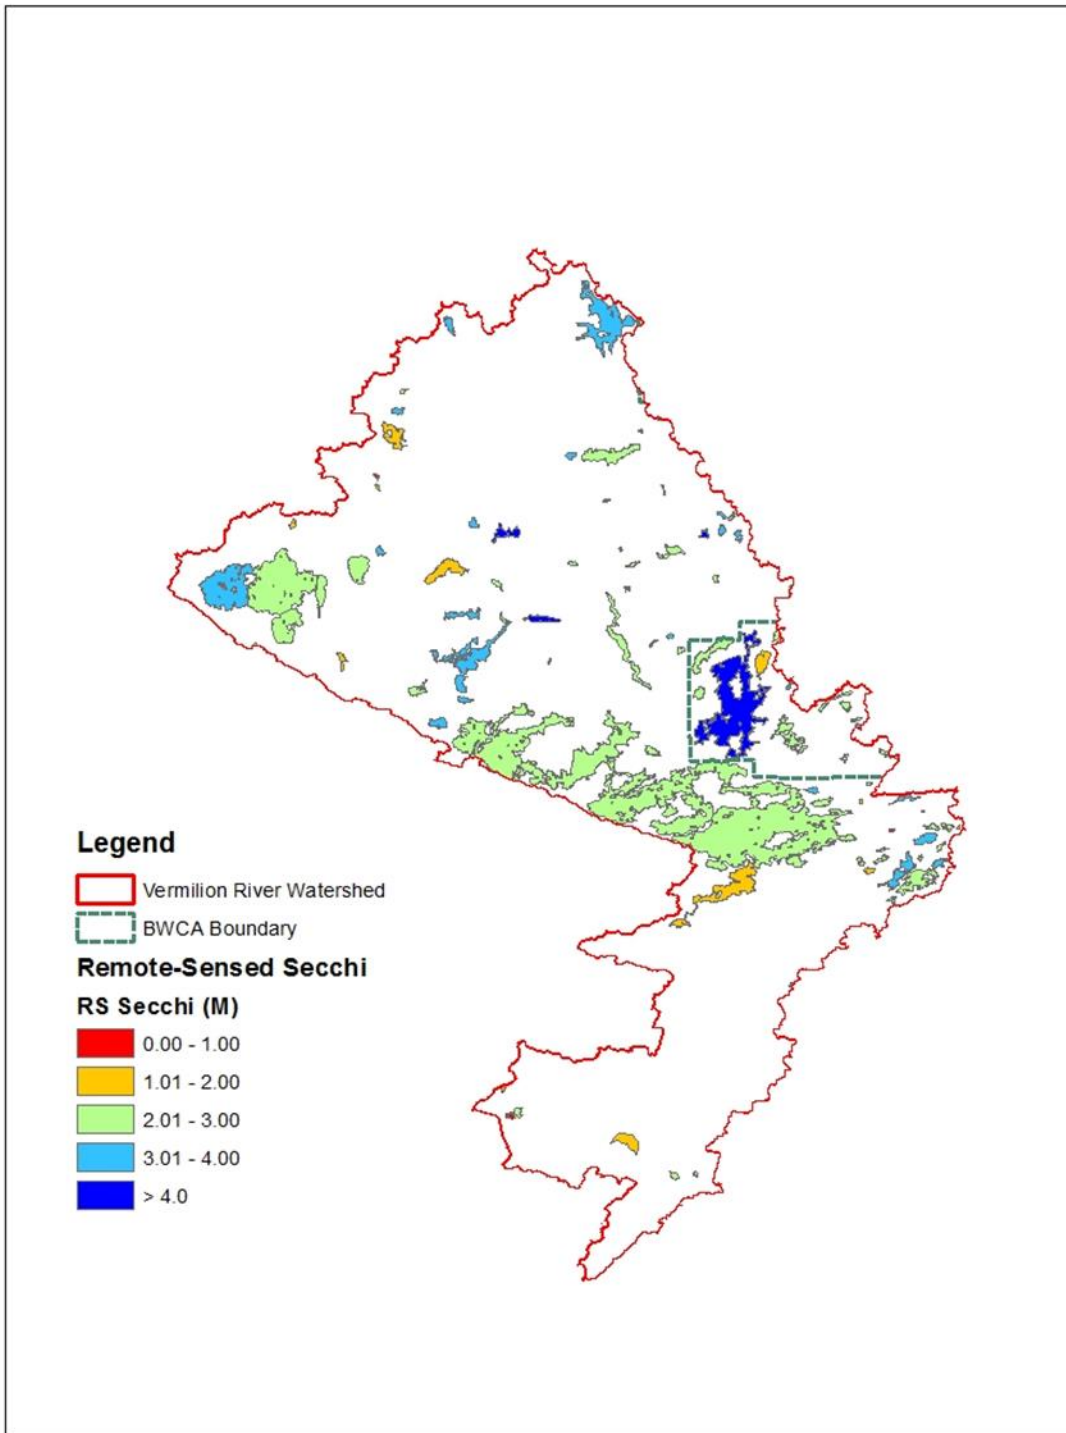 Legend
Vermilion River Watershed
BWCA Boundary
Remote-Sensed Secchi
RS Secchi (M)
0.00 - 1.00
1.01 - 2.00
2.01 - 3.00
3.01 - 4.00
> 4.0